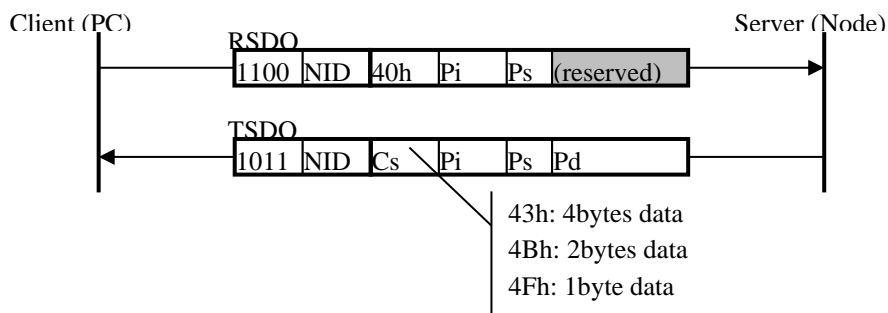 Client (PC)
Server (Node)
RSDO
1100 NID 40h Pi Ps (reserved)
TSDO
1011 NID Cs Pi Ps Pd
43h: 4bytes data
4Bh: 2bytes data
4Fh: 1byte data